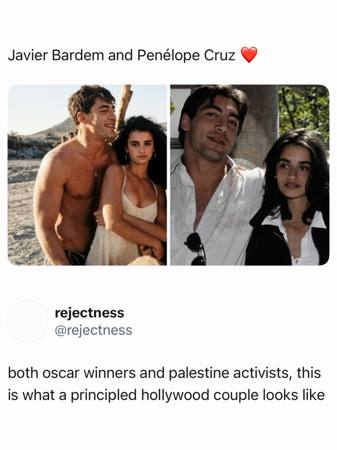 Javier Bardem and Penélope Cruz ❤️
rejectness
@rejectness
both oscar winners and palestine activists, this
is what a principled hollywood couple looks like